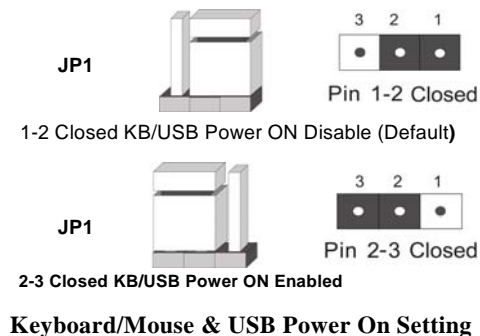 3 2 1
JP1
Pin 1-2 Closed
1-2 Closed KB/USB Power ON Disable (Default)
3 2 1
JP1
Pin 2-3 Closed
2-3 Closed KB/USB Power ON Enabled
Keyboard/Mouse & USB Power On Setting